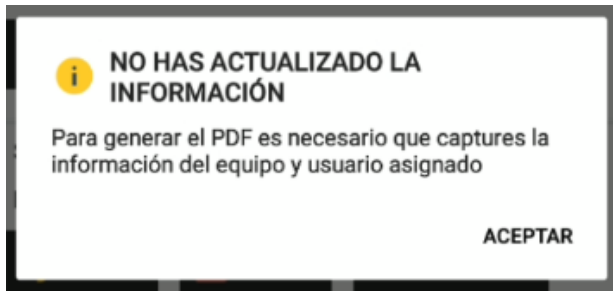 NO HAS ACTUALIZADO LA
INFORMACIÓN
Para generar el PDF es necesario que captures la
información del equipo y usuario asignado
ACEPTAR